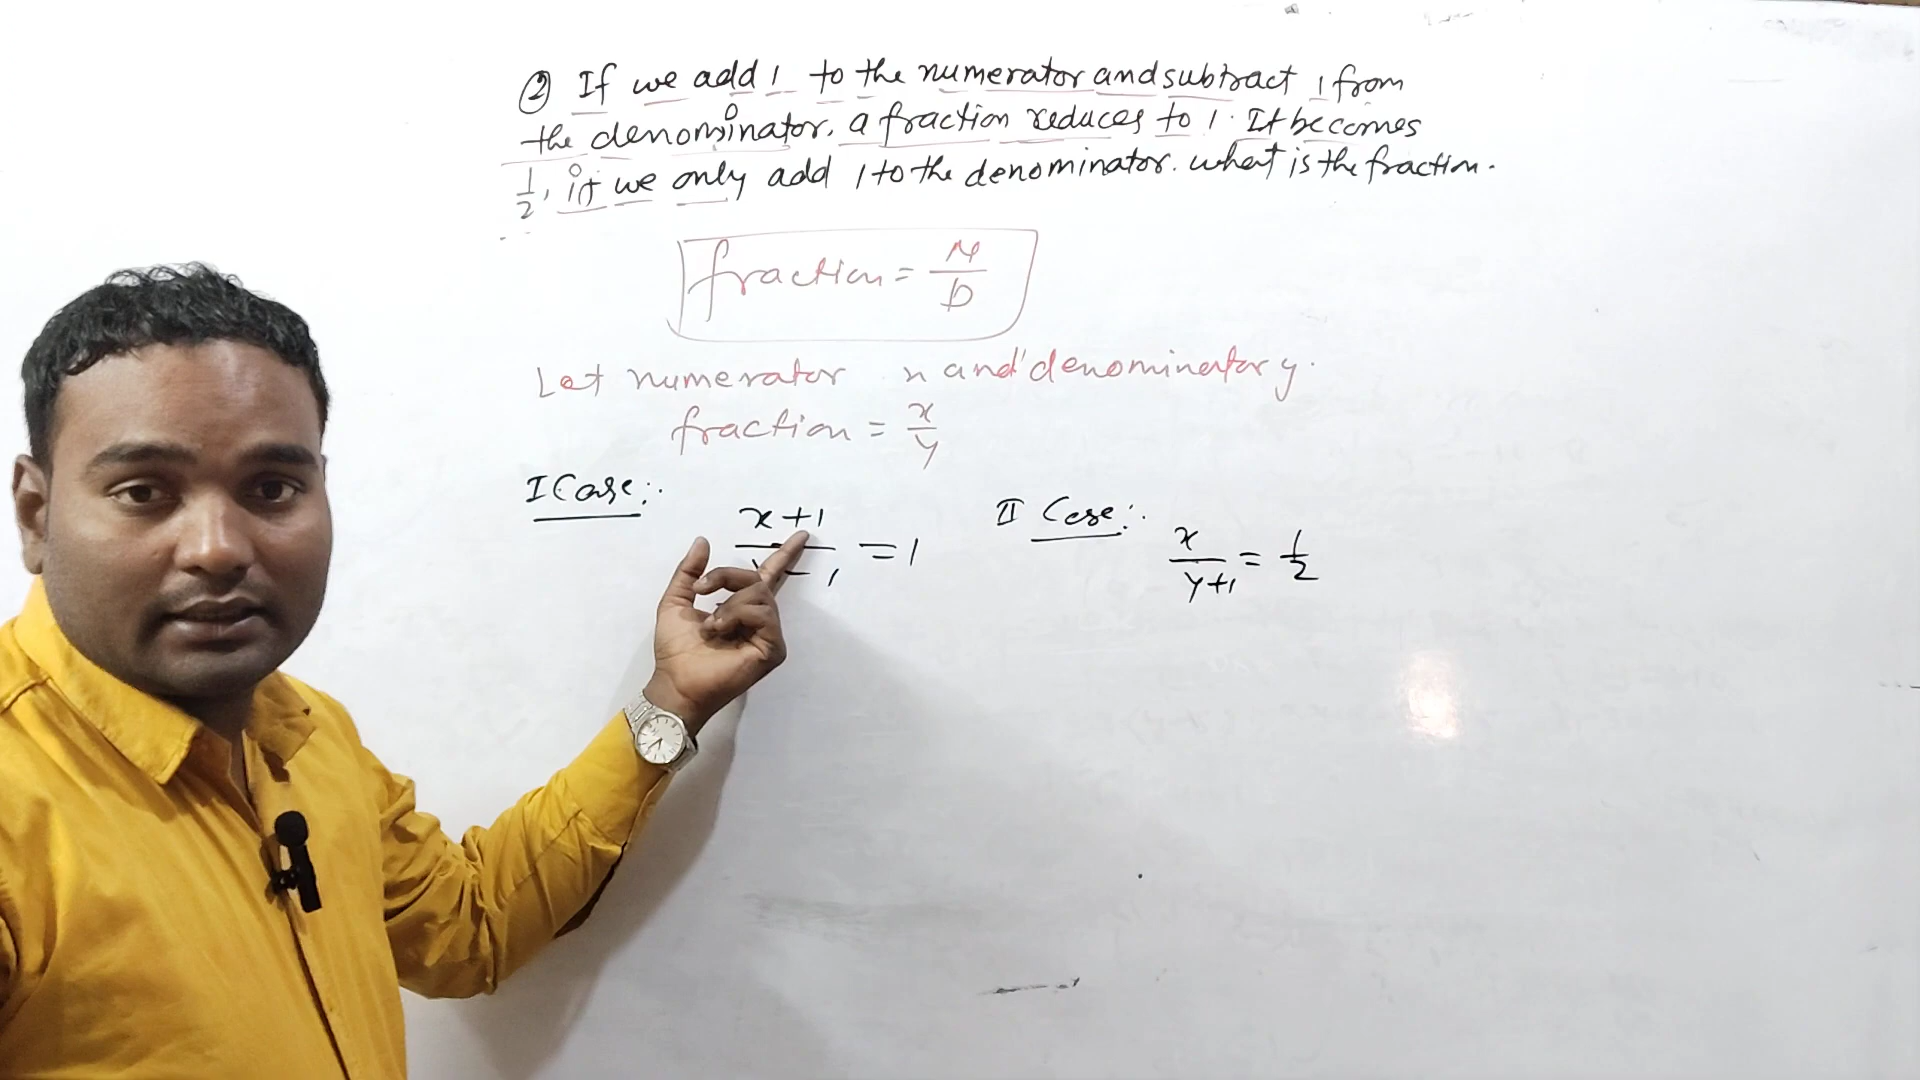 ② If we add 1 to the numerator and subtract 1 from
the denominator, a fraction reduces to 1. It becomes
1/2, if we only add 1 to the denominator. what is the fraction.
fraction = N/D
Let numerator x and denominator y.
fraction = x/y
I Case:.
x+1/y-1 = 1
II Case:.
x/y+1 = 1/2